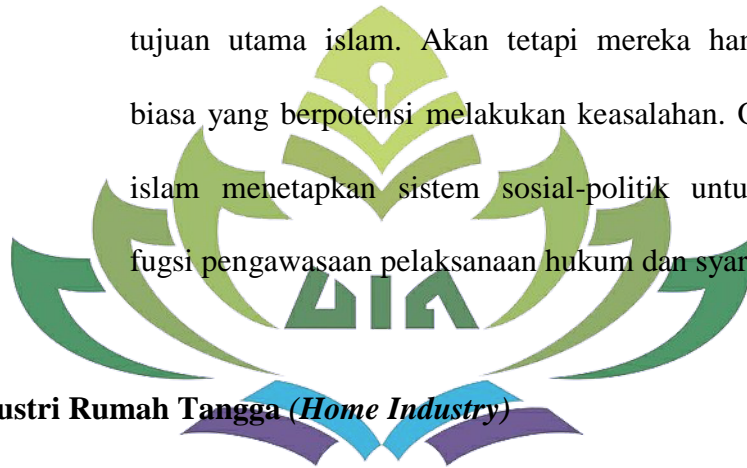 tujuan utama islam. Akan tetapi mereka har
biasa yang berpotensi melakukan keasalahan. O
islam menetapkan sistem sosial-politik untu
fugsi pengawasaan pelaksanaan hukum dan syar
UIN
ustri Rumah Tangga (Home Industry)